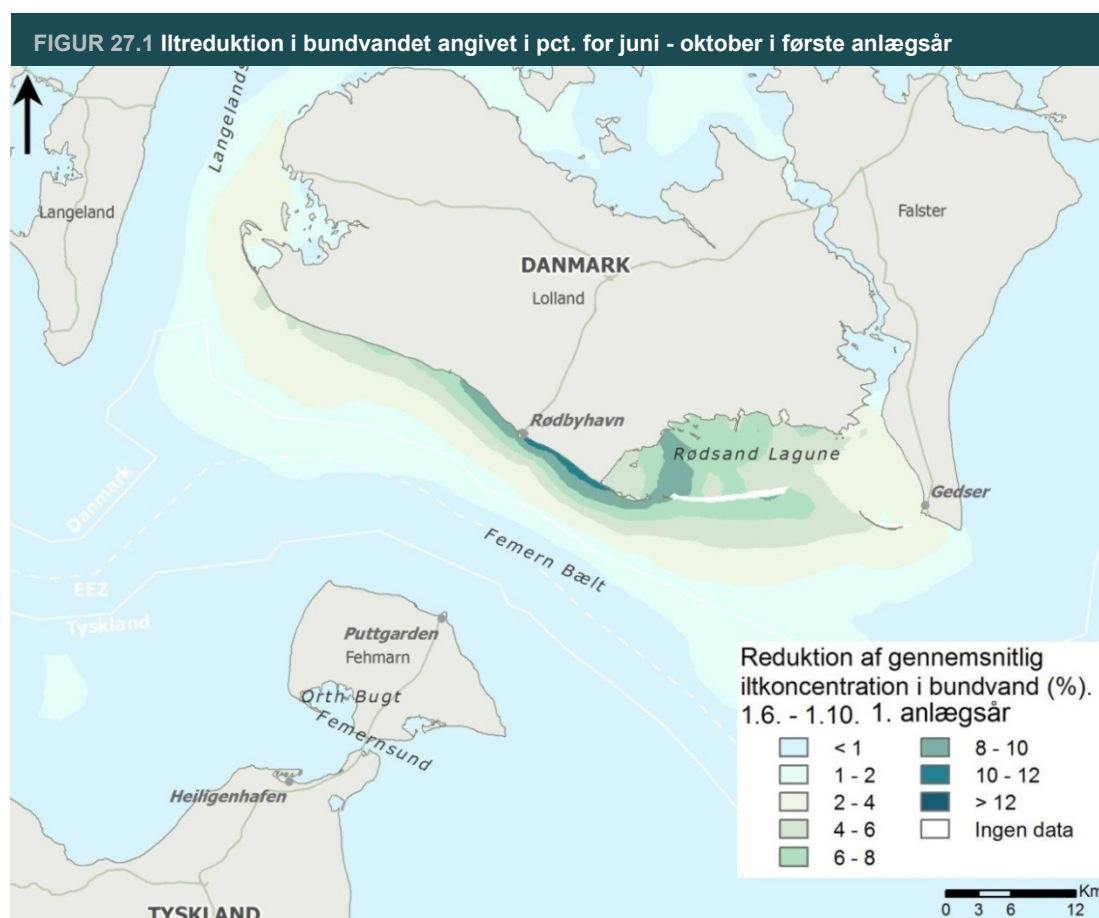 FIGUR 27.1 Iltreduktion i bundvandet angivet i pct. for juni - oktober i første anlægsår
Langelands
Langeland
Falster
DANMARK
Lolland
Rødbyhavn
Rødsand Lagune
Gedser
Danmark
Femern Bælt
EEZ
Tyskland
Puttgarden
Fehmarn
Orth Bugt
Femernsund
Heiligenhafen
TYSKLAND
Reduktion af gennemsnitlig
iltkoncentration i bundvand (%).
1.6. - 1.10. 1. anlægsår
< 1
1 - 2
2 - 4
4 - 6
6 - 8
8 - 10
10 - 12
> 12
Ingen data
Km
0 3 6 12